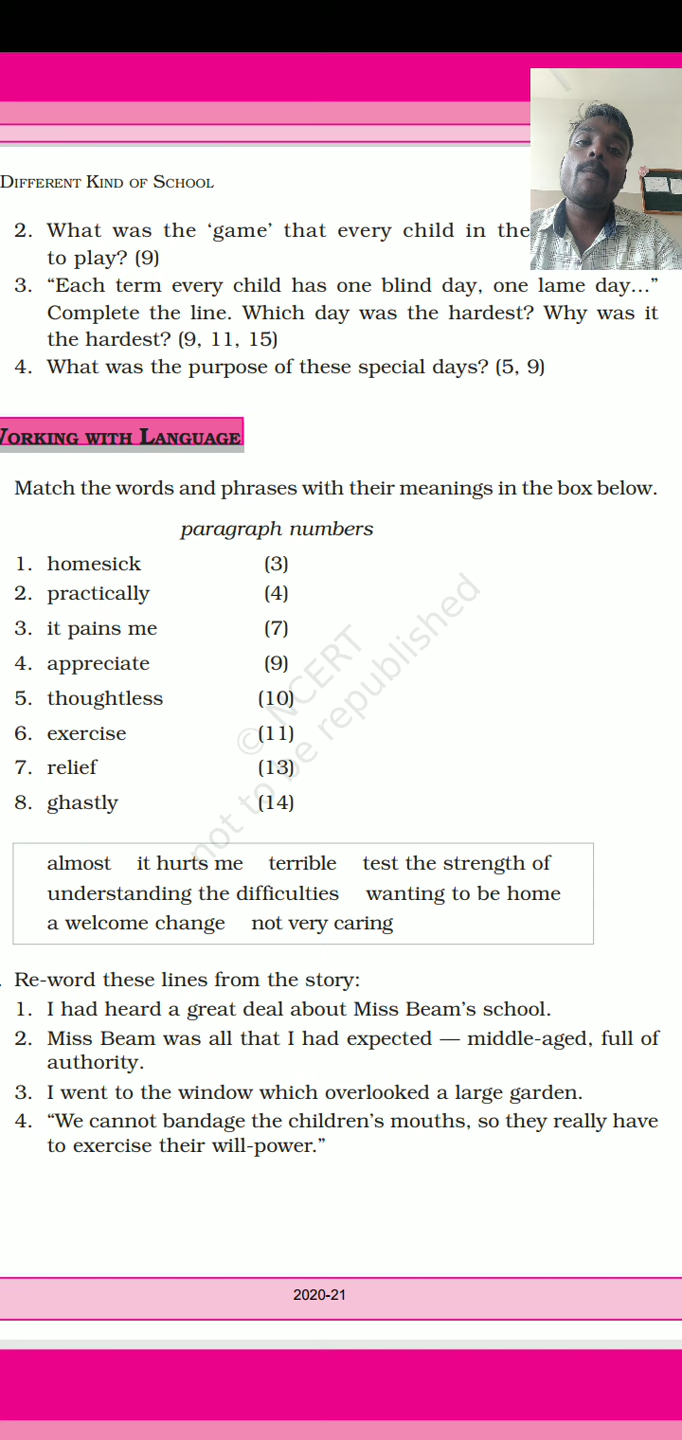 DIFFERENT KIND OF SCHOOL
2. What was the ‘game’ that every child in the
to play? (9)
3. “Each term every child has one blind day, one lame day...”
Complete the line. Which day was the hardest? Why was it
the hardest? (9, 11, 15)
4. What was the purpose of these special days? (5, 9)
WORKING WITH LANGUAGE
Match the words and phrases with their meanings in the box below.
paragraph numbers
1. homesick (3)
2. practically (4)
3. it pains me (7)
4. appreciate (9)
5. thoughtless (10)
6. exercise (11)
7. relief (13)
8. ghastly (14)
© NCERT
not to be republished
almost it hurts me terrible test the strength of
understanding the difficulties wanting to be home
a welcome change not very caring
Re-word these lines from the story:
1. I had heard a great deal about Miss Beam’s school.
2. Miss Beam was all that I had expected — middle-aged, full of
authority.
3. I went to the window which overlooked a large garden.
4. “We cannot bandage the children’s mouths, so they really have
to exercise their will-power.”
2020-21